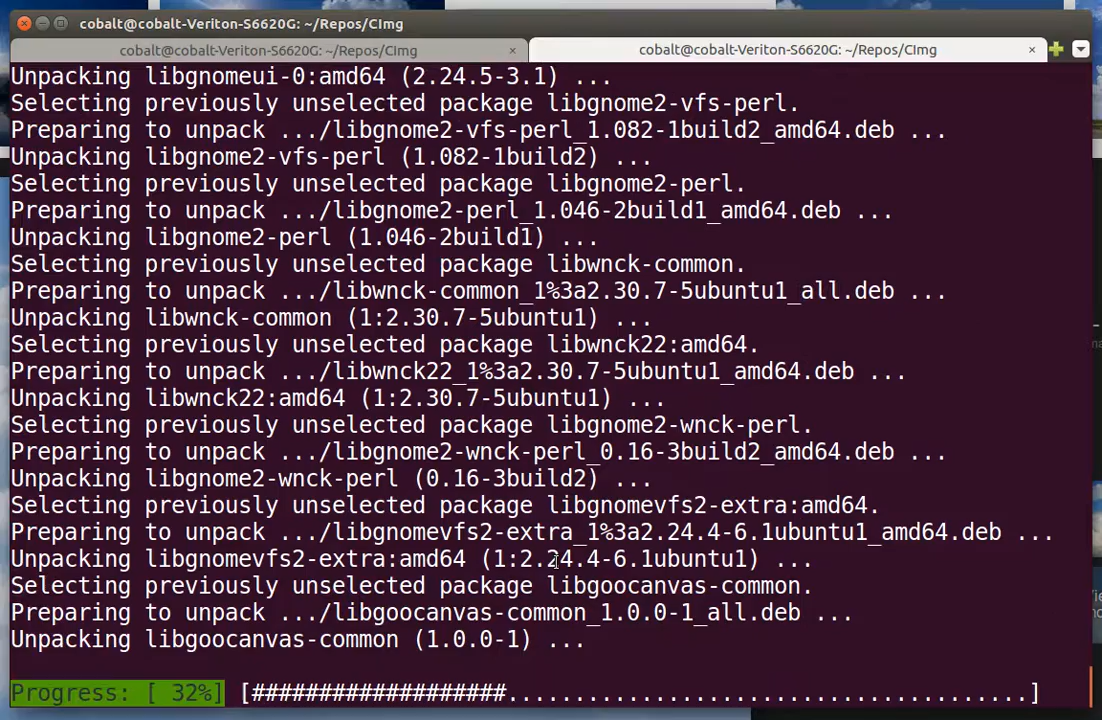 cobalt@cobalt-Veriton-S6620G: ~/Repos/CImg
cobalt@cobalt-Veriton-S6620G: ~/Repos/CImg × cobalt@cobalt-Veriton-S6620G: ~/Repos/CImg ×
Unpacking libgnomeui-0:amd64 (2.24.5-3.1) ...
Selecting previously unselected package libgnome2-vfs-perl.
Preparing to unpack .../libgnome2-vfs-perl_1.082-1build2_amd64.deb ...
Unpacking libgnome2-vfs-perl (1.082-1build2) ...
Selecting previously unselected package libgnome2-perl.
Preparing to unpack .../libgnome2-perl_1.046-2build1_amd64.deb ...
Unpacking libgnome2-perl (1.046-2build1) ...
Selecting previously unselected package libwnck-common.
Preparing to unpack .../libwnck-common_1%3a2.30.7-5ubuntu1_all.deb ...
Unpacking libwnck-common (1:2.30.7-5ubuntu1) ...
Selecting previously unselected package libwnck22:amd64.
Preparing to unpack .../libwnck22_1%3a2.30.7-5ubuntu1_amd64.deb ...
Unpacking libwnck22:amd64 (1:2.30.7-5ubuntu1) ...
Selecting previously unselected package libgnome2-wnck-perl.
Preparing to unpack .../libgnome2-wnck-perl_0.16-3build2_amd64.deb ...
Unpacking libgnome2-wnck-perl (0.16-3build2) ...
Selecting previously unselected package libgnomevfs2-extra:amd64.
Preparing to unpack .../libgnomevfs2-extra_1%3a2.24.4-6.1ubuntu1_amd64.deb ...
Unpacking libgnomevfs2-extra:amd64 (1:2.24.4-6.1ubuntu1) ...
Selecting previously unselected package libgoocanvas-common.
Preparing to unpack .../libgoocanvas-common_1.0.0-1_all.deb ...
Unpacking libgoocanvas-common (1.0.0-1) ...
Progress: [ 32%] [###################.......................................]